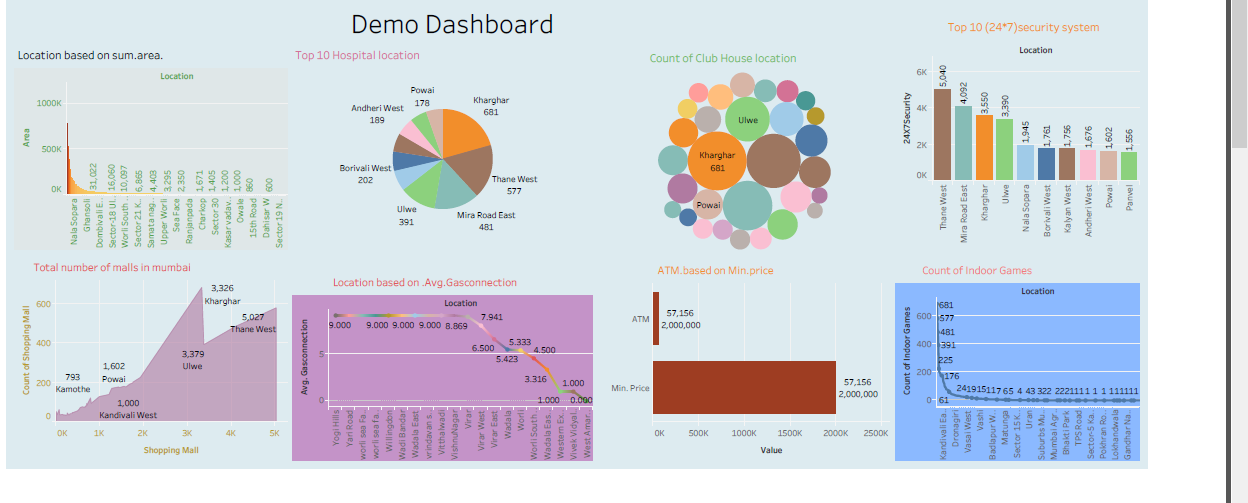 Demo Dashboard
Location based on sum.area.
Location
Area
1000K
500K
0K
31,022
16,060
10,097
6,865
4,403
3,295
2,350
1,671
1,405
1,200
1,000
860
600
Nala Sopara
Ghansoli
Dombivali E..
Sector-18 Ul..
Worli South..
Sector 21 K..
Samata nag..
Upper Worli
Sea Face
Ranjanpada
Charkop
Sector 30
Kasarvadav..
Owale
15th Road
Dahisar W..
Sector 19 N..
Top 10 Hospital location
Powai
178
Kharghar
681
Andheri West
189
Borivali West
202
Thane West
577
Ulwe
391
Mira Road East
481
Count of Club House location
Ulwe
Kharghar
681
Powai
Top 10 (24*7)security system
Location
24X7Security
6K
4K
2K
0K
5,040
4,092
3,550
3,390
1,945
1,761
1,756
1,676
1,602
1,556
Thane West
Mira Road East
Kharghar
Ulwe
Nala Sopara
Borivali West
Kalyan West
Andheri West
Powai
Panvel
Total number of malls in mumbai
Count of Shopping Mall
600
400
200
0
3,326
Kharghar
5,027
Thane West
3,379
Ulwe
793
Kamothe
1,602
Powai
1,000
Kandivali West
0K
1K
2K
3K
4K
5K
Shopping Mall
Location based on .Avg.Gasconnection
Location
Avg. Gasconnection
5
0
9.000
9.000
9.000
9.000
8.869
7.941
6.500
5.423
5.333
4.500
3.316
1.000
1.000
0.000
Yogi Hills
Yari Road
worli sea Fa..
worli sea fa..
Willingdon
Wadi Bandar
Wadala East
vrindavan s..
Vitthalwadi
VishnuNagar
Virar West
Virar East
Wadala
Worli
Worli South
Wadala Eas..
Western Ex..
Vivek Vidyal..
West Amar..
ATM.based on Min.price
ATM
57,156
2,000,000
Min. Price
57,156
2,000,000
0K
500K
1000K
1500K
2000K
2500K
Value
Count of Indoor Games
Location
Count of Indoor Games
600
400
200
0
681
577
481
391
225
176
61
Kandivali Ea..
Dronagiri
Vasai West
Vashi
Badlapur W..
Matunga
Sector 15 K..
Uran
Suburbs Mu..
Mumbai Agr..
Bhakti Park
TPS Road
Sector-5 Ka..
Pokhran Ro..
Lokhandwala
Gandhar Na..